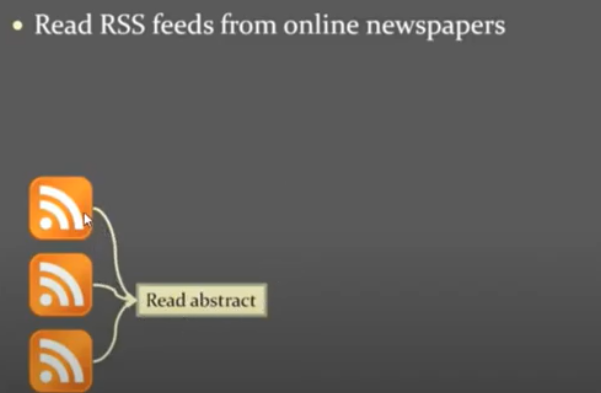 • Read RSS feeds from online newspapers
Read abstract